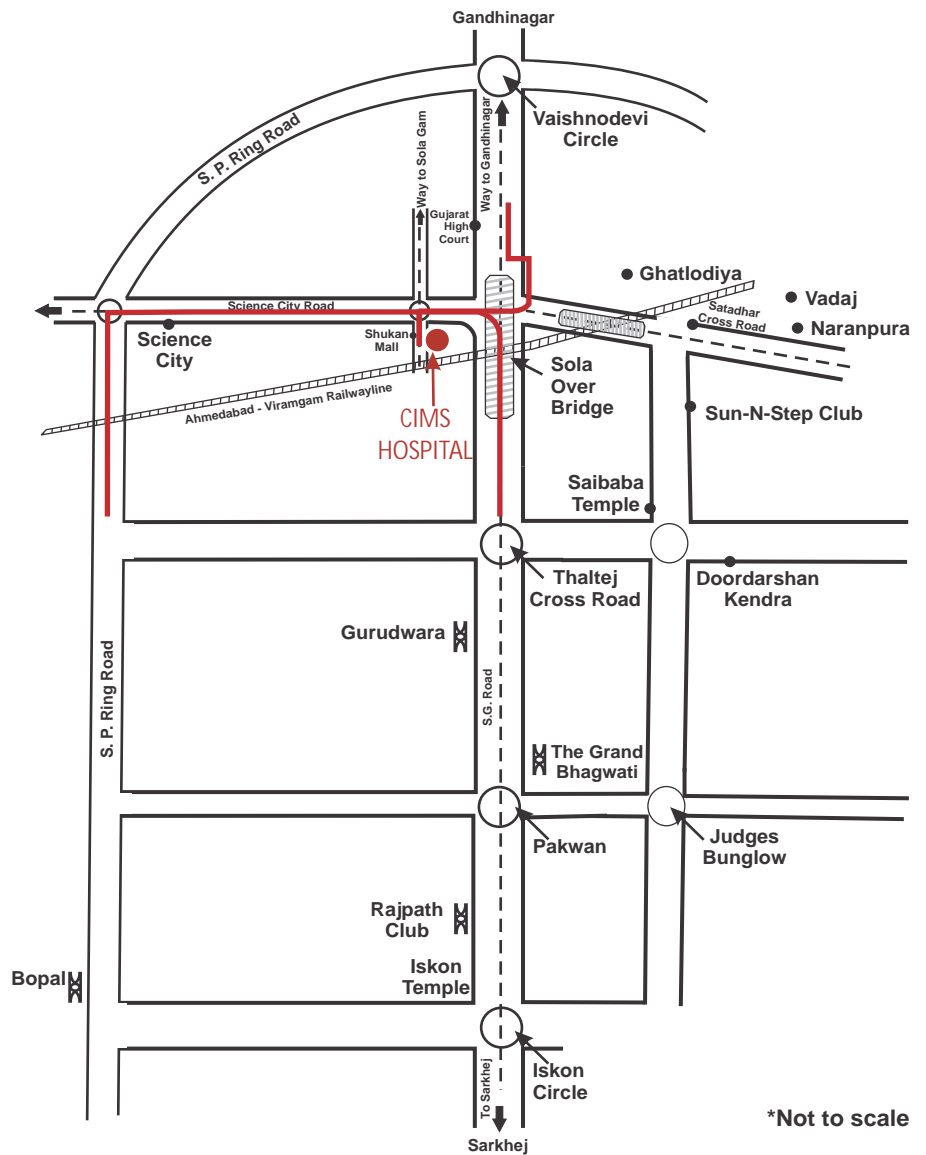 Gandhinagar
Vaishnodevi
Circle
S. P. Ring Road
Way to Sola Gam
Way to Gandhinagar
Gujarat
High
Court
Ghatlodiya
Vadaj
Satadhar
Cross Road
Naranpura
Science City Road
Science
City
Shukan
Mall
Sola
Over
Bridge
Ahmedabad - Viramgam Railwayline
CIMS
HOSPITAL
Sun-N-Step Club
Saibaba
Temple
Thaltej
Cross Road
Doordarshan
Kendra
Gurudwara
S. P. Ring Road
S.G. Road
The Grand
Bhagwati
Pakwan
Judges
Bunglow
Rajpath
Club
Iskon
Temple
Bopal
Iskon
Circle
To Sarkhej
*Not to scale
Sarkhej